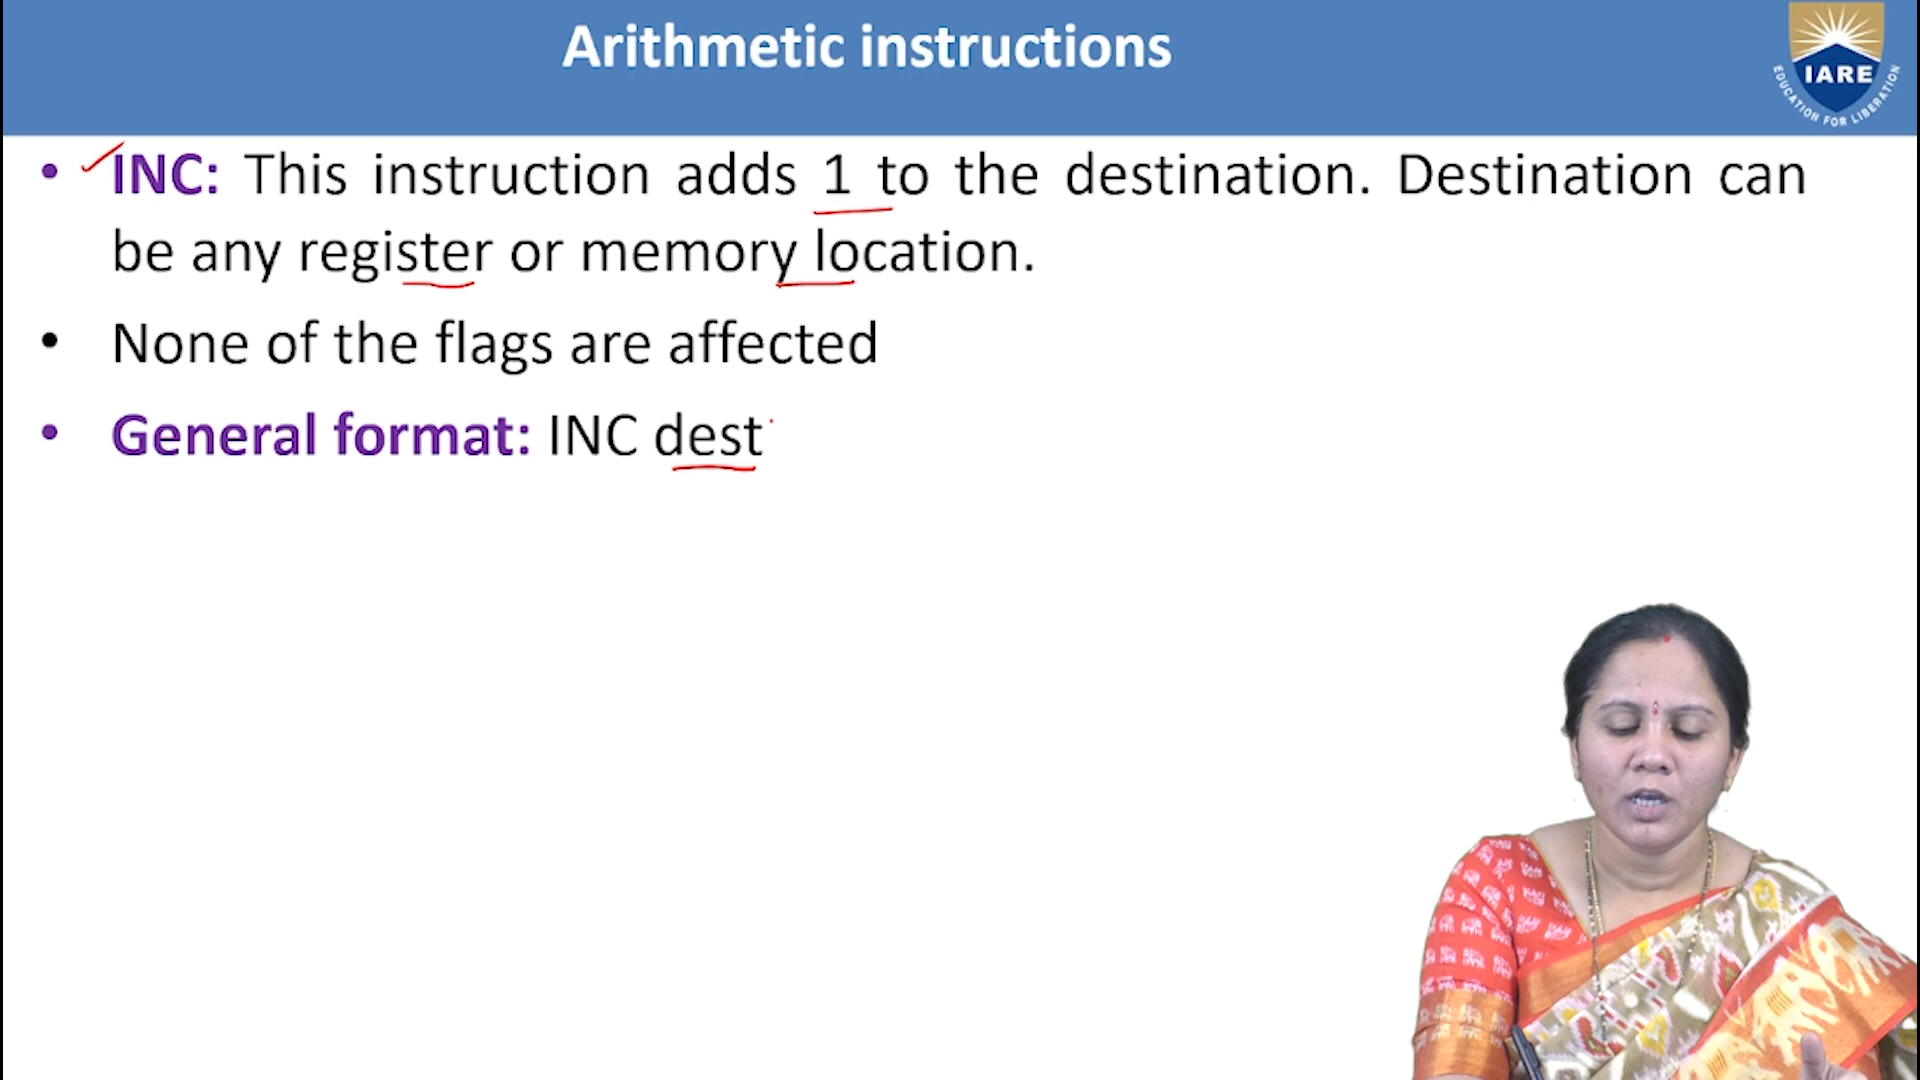 Arithmetic instructions
IARE
EDUCATION FOR LIBERATION
• INC: This instruction adds 1 to the destination. Destination can
be any register or memory location.
• None of the flags are affected
• General format: INC dest